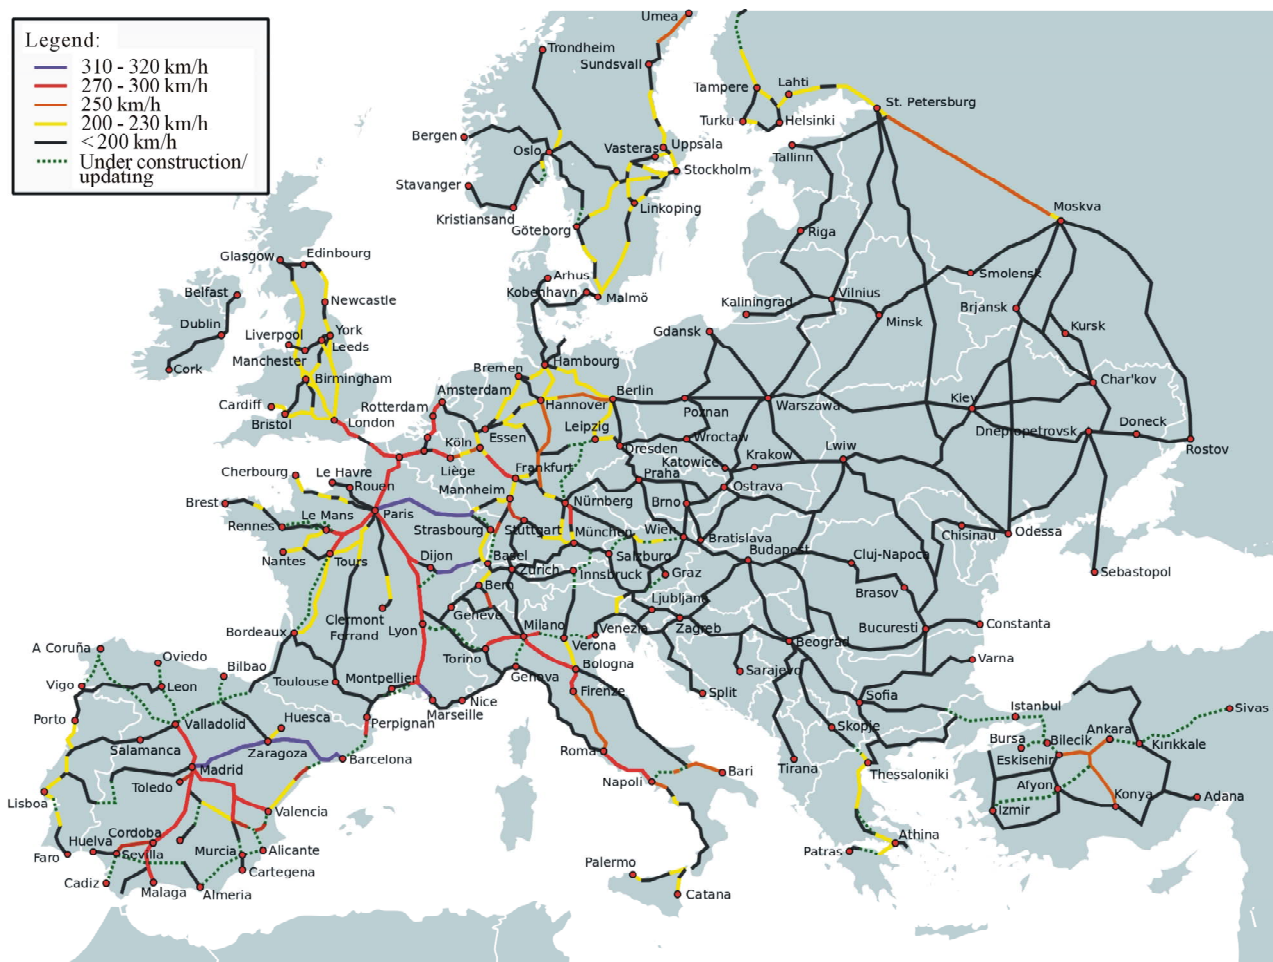 Legend:
310 - 320 km/h
270 - 300 km/h
250 km/h
200 - 230 km/h
< 200 km/h
Under construction/
updating
Umea
Trondheim
Sundsvall
Tampere
Lahti
St. Petersburg
Turku
Helsinki
Bergen
Oslo
Vasteras
Uppsala
Tallinn
Stockholm
Stavanger
Kristiansand
Linkoping
Göteborg
Moskva
Riga
Glasgow
Edinbourg
Arhus
Smolensk
Belfast
Newcastle
Kobenhavn
Malmö
Kaliningrad
Vilnius
Brjansk
Dublin
Liverpool
York
Leeds
Gdansk
Minsk
Kursk
Manchester
Cork
Birmingham
Bremen
Hambourg
Amsterdam
Berlin
Char'kov
Cardiff
Bristol
London
Rotterdam
Hannover
Poznan
Warszawa
Kiev
Essen
Leipzig
Doneck
Dnepropetrovsk
Köln
Dresden
Wroctaw
Lwiw
Rostov
Cherbourg
Le Havre
Liège
Frankfurt
Katowice
Krakow
Rouen
Praha
Ostrava
Brest
Le Mans
Paris
Mannheim
Nürnberg
Brno
Rennes
Strasbourg
Stuttgart
München
Wien
Bratislava
Chisinau
Odessa
Nantes
Tours
Dijon
Basel
Zürich
Salzburg
Budapest
Cluj-Napoca
Innsbruck
Graz
Sebastopol
Bern
Brasov
Clermont
Ferrand
Geneve
Ljubljana
Bordeaux
Lyon
Milano
Venezia
Zagreb
Bucuresti
Constanta
A Coruña
Oviedo
Bilbao
Torino
Verona
Beograd
Vigo
Leon
Toulouse
Montpellier
Genova
Bologna
Sarajevo
Varna
Porto
Valladolid
Huesca
Perpignan
Marseille
Nice
Firenze
Split
Sofia
Istanbul
Sivas
Salamanca
Zaragoza
Barcelona
Roma
Skopje
Bursa
Bilecik
Ankara
Kırıkkale
Madrid
Toledo
Bari
Tirana
Thessaloniki
Eskisehir
Lisboa
Napoli
Afyon
Konya
Adana
Valencia
Izmir
Cordoba
Huelva
Sevilla
Murcia
Alicante
Athina
Faro
Cartegena
Patras
Cadiz
Malaga
Almeria
Palermo
Catana